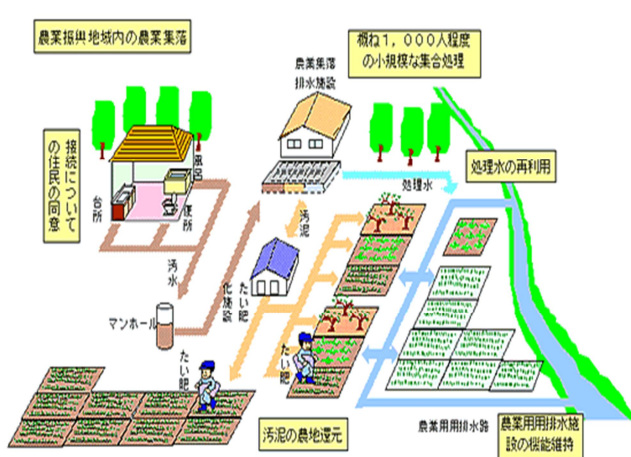 農業振興地域内の農業集落
概ね1,000人程度
の小規模な集合処理
農業集落
排水施設
接続について
の住民の同意
風呂
台所
便所
処理水
処理水の再利用
汚水
汚泥
たい肥
化施設
マンホール
たい肥
たい肥
汚泥の農地還元
農業用用排水路
農業用用排水施
設の機能維持